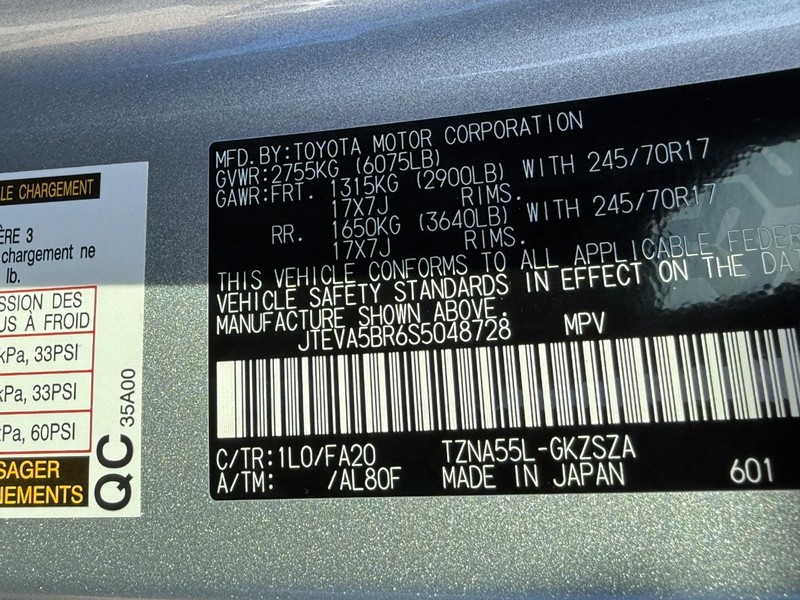 LE CHARGEMENT
ÈRE 3
chargement ne
lb.
SSION DES
US À FROID
kPa, 33PSI
kPa, 33PSI
kPa, 60PSI
SAGER
NEMENTS
QC 35A00
MFD.BY:TOYOTA MOTOR CORPORATION
GVWR:2755KG (6075LB)
GAWR:FRT. 1315KG (2900LB) WITH 245/70R17
17X7J RIMS.
RR. 1650KG (3640LB) WITH 245/70R17
17X7J RIMS.
THIS VEHICLE CONFORMS TO ALL APPLICABLE FEDER
VEHICLE SAFETY STANDARDS IN EFFECT ON THE DAT
MANUFACTURE SHOWN ABOVE.
JTEVA5BR6S5048728 MPV
C/TR:1L0/FA20 TZNA55L-GKZSZA
A/TM: /AL80F MADE IN JAPAN 601